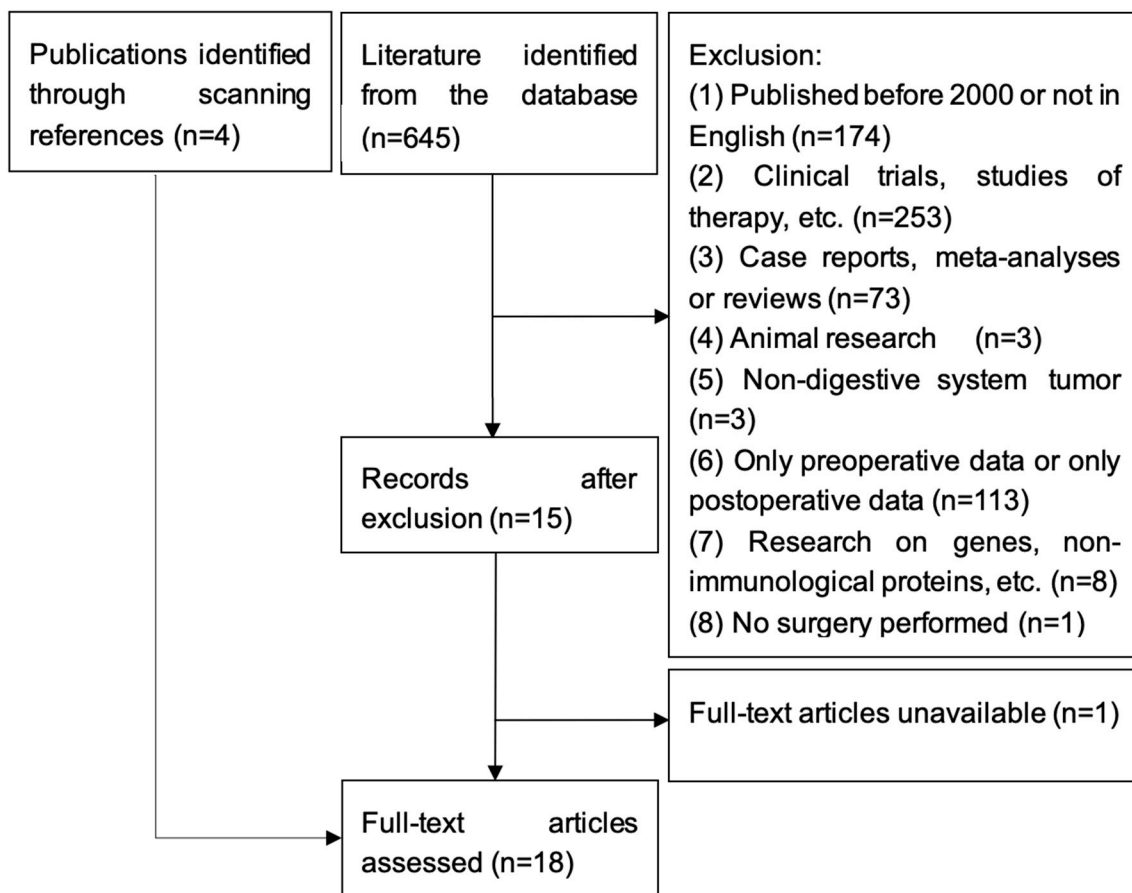 Publications identified
through scanning
references (n=4)
Literature identified
from the database
(n=645)
Exclusion:
(1) Published before 2000 or not in
English (n=174)
(2) Clinical trials, studies of
therapy, etc. (n=253)
(3) Case reports, meta-analyses
or reviews (n=73)
(4) Animal research (n=3)
(5) Non-digestive system tumor
(n=3)
(6) Only preoperative data or only
postoperative data (n=113)
(7) Research on genes, non-
immunological proteins, etc. (n=8)
(8) No surgery performed (n=1)
Records after
exclusion (n=15)
Full-text articles unavailable (n=1)
Full-text articles
assessed (n=18)